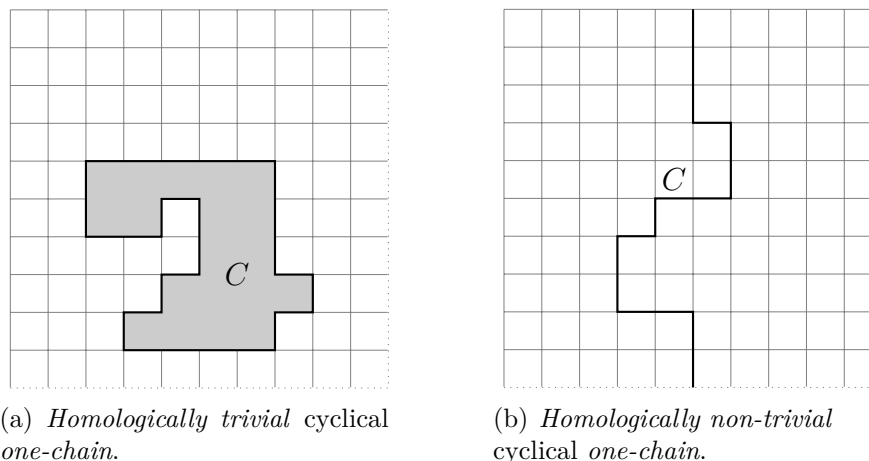 C
C
(a) Homologically trivial cyclical
one-chain.
(b) Homologically non-trivial
cyclical one-chain.